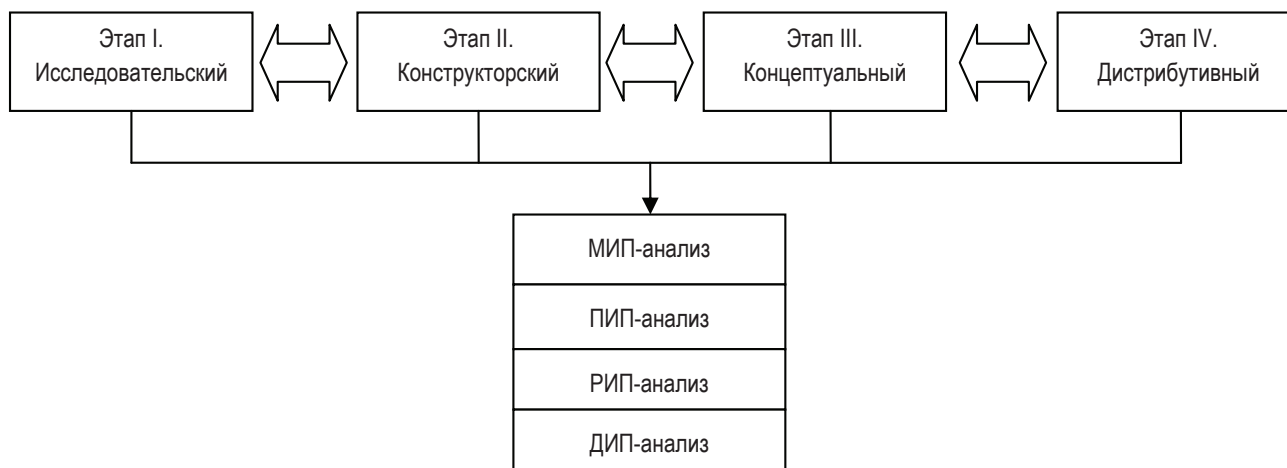 Этап I.
Исследовательский
Этап II.
Конструкторский
Этап III.
Концептуальный
Этап IV.
Дистрибутивный
МИП-анализ
ПИП-анализ
РИП-анализ
ДИП-анализ